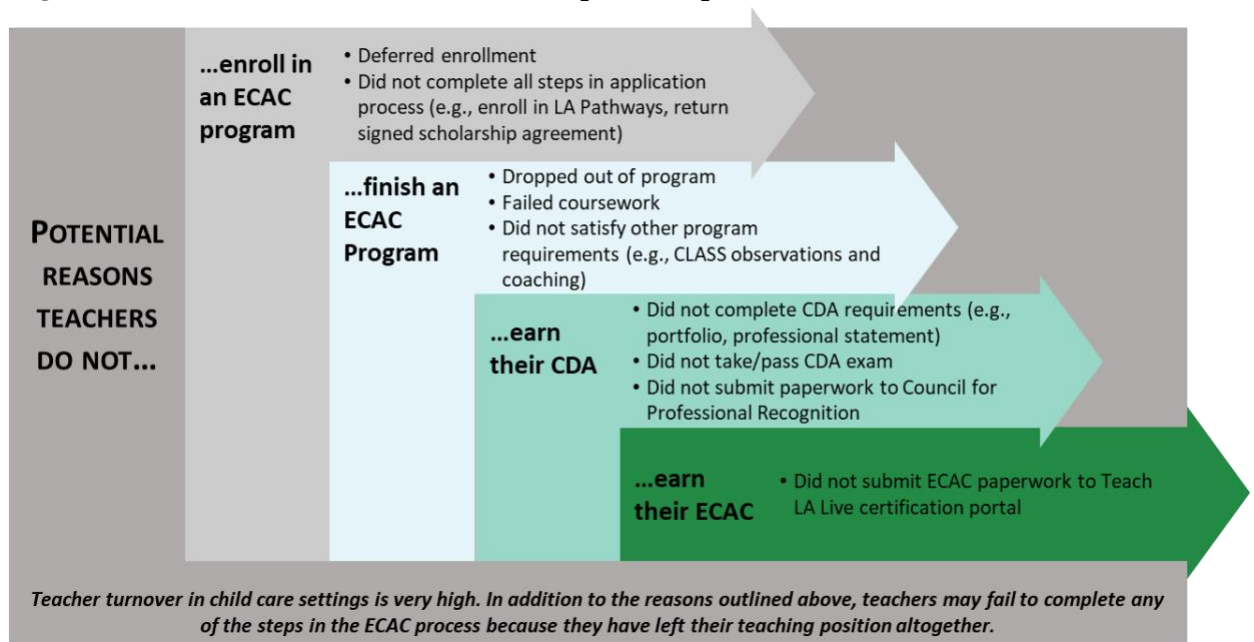 POTENTIAL
REASONS
TEACHERS
DO NOT...
...enroll in
an ECAC
program
• Deferred enrollment
• Did not complete all steps in application
process (e.g., enroll in LA Pathways, return
signed scholarship agreement)
...finish an
ECAC
Program
• Dropped out of program
• Failed coursework
• Did not satisfy other program
requirements (e.g., CLASS observations and
coaching)
...earn
their CDA
• Did not complete CDA requirements (e.g.,
portfolio, professional statement)
• Did not take/pass CDA exam
• Did not submit paperwork to Council for
Professional Recognition
...earn
their ECAC
• Did not submit ECAC paperwork to Teach
LA Live certification portal
Teacher turnover in child care settings is very high. In addition to the reasons outlined above, teachers may fail to complete any
of the steps in the ECAC process because they have left their teaching position altogether.